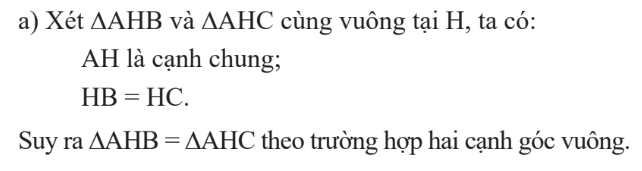 a) Xét ΔAHB và ΔAHC cùng vuông tại H, ta có:
AH là cạnh chung;
HB = HC.
Suy ra ΔAHB = ΔAHC theo trường hợp hai cạnh góc vuông.